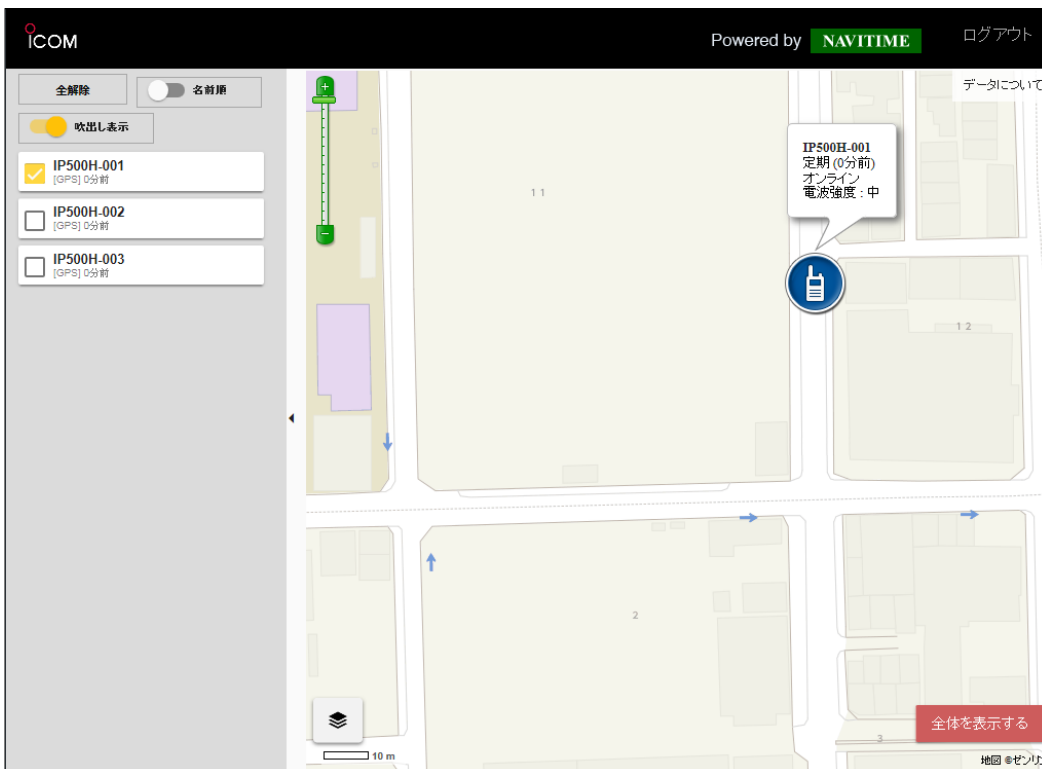 ICOM
Powered by NAVITIME
ログアウト
全解除
名前順
吹出し表示
IP500H-001
[GPS] 0分前
IP500H-002
[GPS] 0分前
IP500H-003
[GPS] 0分前
データについて
IP500H-001
定期 (0分前)
オンライン
電波強度 : 中
11
12
2
3
全体を表示する
10 m
地図 ©ゼンリ